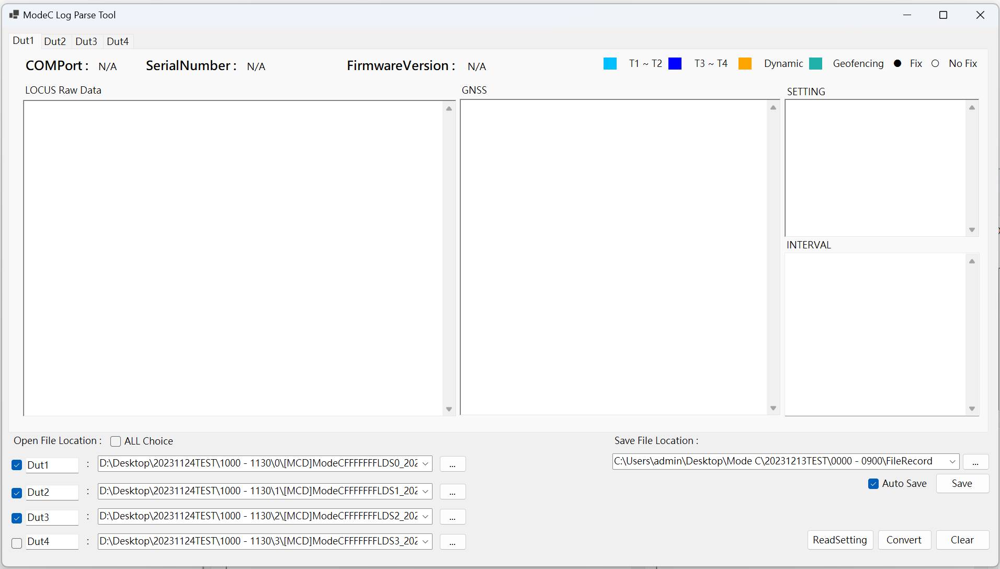 ModeC Log Parse Tool
Dut1 Dut2 Dut3 Dut4
COMPort : N/A SerialNumber : N/A FirmwareVersion : N/A T1 ~ T2 T3 ~ T4 Dynamic Geofencing Fix No Fix
LOCUS Raw Data GNSS SETTING
INTERVAL
Open File Location : ALL Choice Save File Location :
Dut1 : D:\Desktop\20231124TEST\1000 - 1130\0\[MCD]ModeCFFFFFFFLDS0_202 ... C:\Users\admin\Desktop\Mode C\20231213TEST\0000 - 0900\FileRecord ...
Auto Save Save
Dut2 : D:\Desktop\20231124TEST\1000 - 1130\1\[MCD]ModeCFFFFFFFLDS1_202 ...
Dut3 : D:\Desktop\20231124TEST\1000 - 1130\2\[MCD]ModeCFFFFFFFLDS2_202 ...
Dut4 : D:\Desktop\20231124TEST\1000 - 1130\3\[MCD]ModeCFFFFFFFLDS3_202 ... ReadSetting Convert Clear